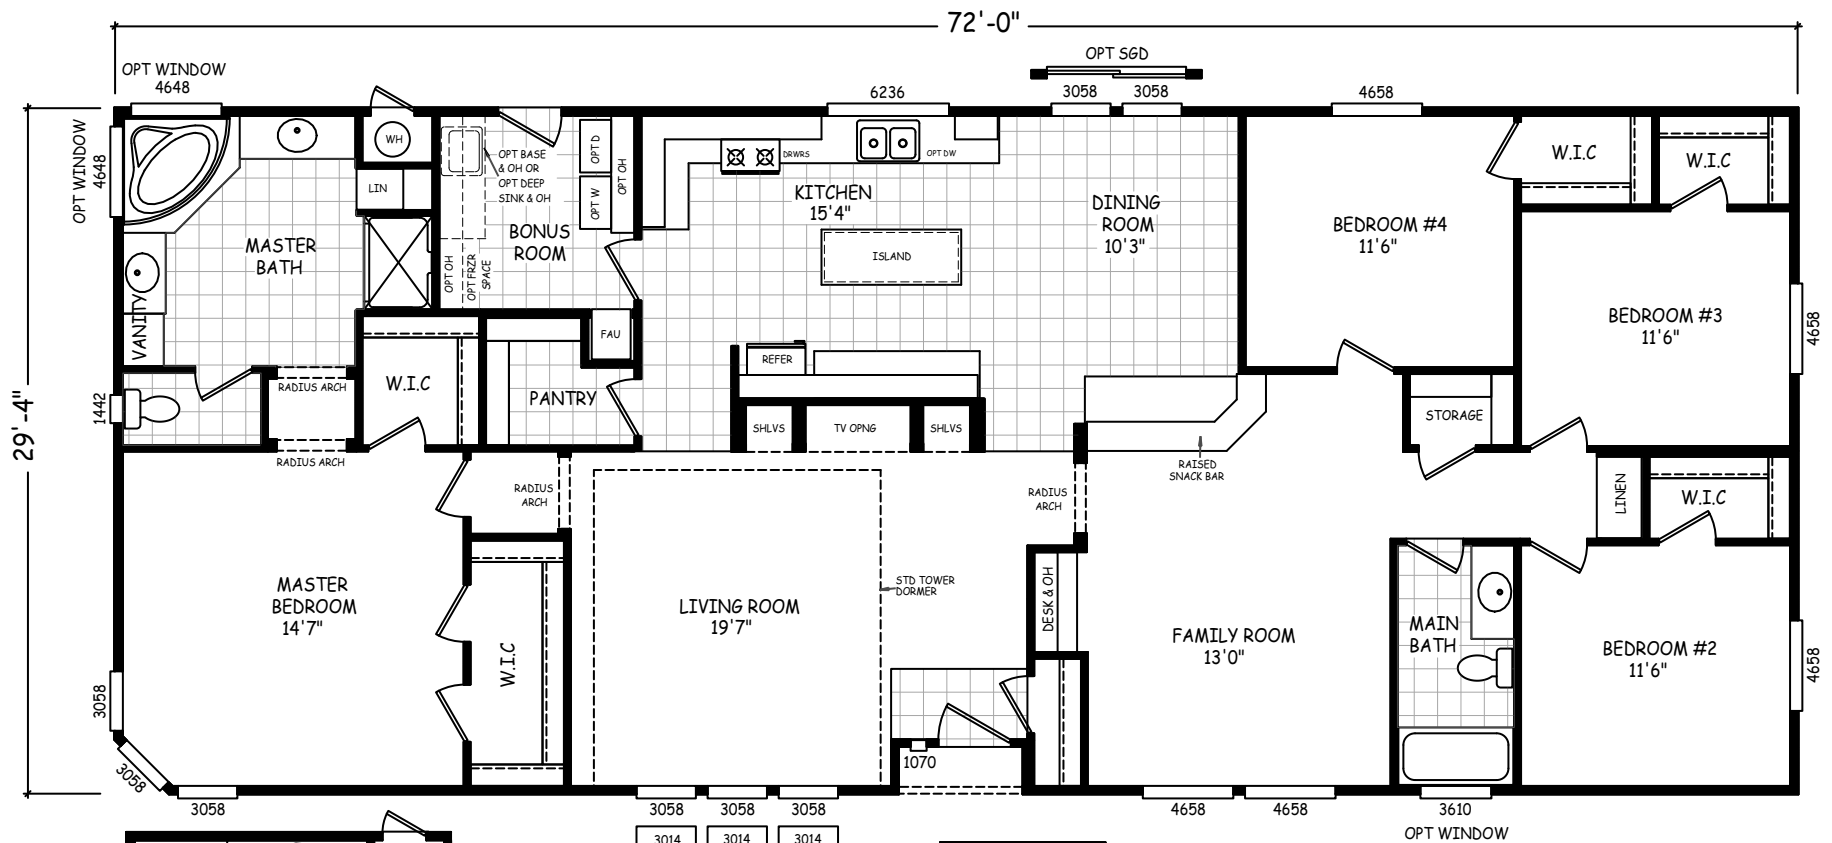 72'-0"
OPT SGD
OPT WINDOW
4648
6236
3058
3058
4658
OPT WINDOW
4648
WH
LIN
OPT BASE
& OH OR
OPT DEEP
SINK & OH
OPT D
OPT W
OPT OH
DRWRS
OPT DW
W.I.C
W.I.C
KITCHEN
15'4"
DINING
ROOM
10'3"
BEDROOM #4
11'6"
MASTER
BATH
BONUS
ROOM
ISLAND
OPT OH
OPT FRZR
SPACE
BEDROOM #3
11'6"
4658
VANITY
FAU
REFER
29'-4"
1442
RADIUS ARCH
W.I.C
PANTRY
SHLVS
TV OPNG
SHLVS
STORAGE
RADIUS ARCH
RAISED
SNACK BAR
RADIUS
ARCH
RADIUS
ARCH
LINEN
W.I.C
MASTER
BEDROOM
14'7"
STD TOWER
DORMER
LIVING ROOM
19'7"
DESK & OH
FAMILY ROOM
13'0"
MAIN
BATH
BEDROOM #2
11'6"
4658
W.I.C
3058
3058
3058
1070
3058
3058
3058
4658
4658
3610
OPT WINDOW
3014
3014
3014